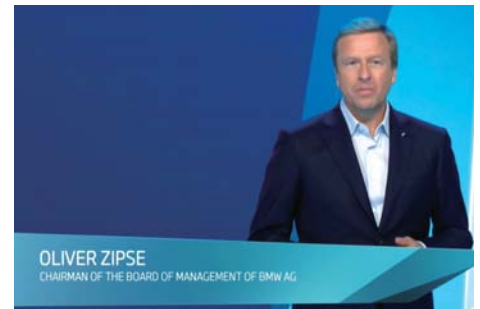 OLIVER ZIPSE
CHAIRMAN OF THE BOARD OF MANAGEMENT OF BMW AG